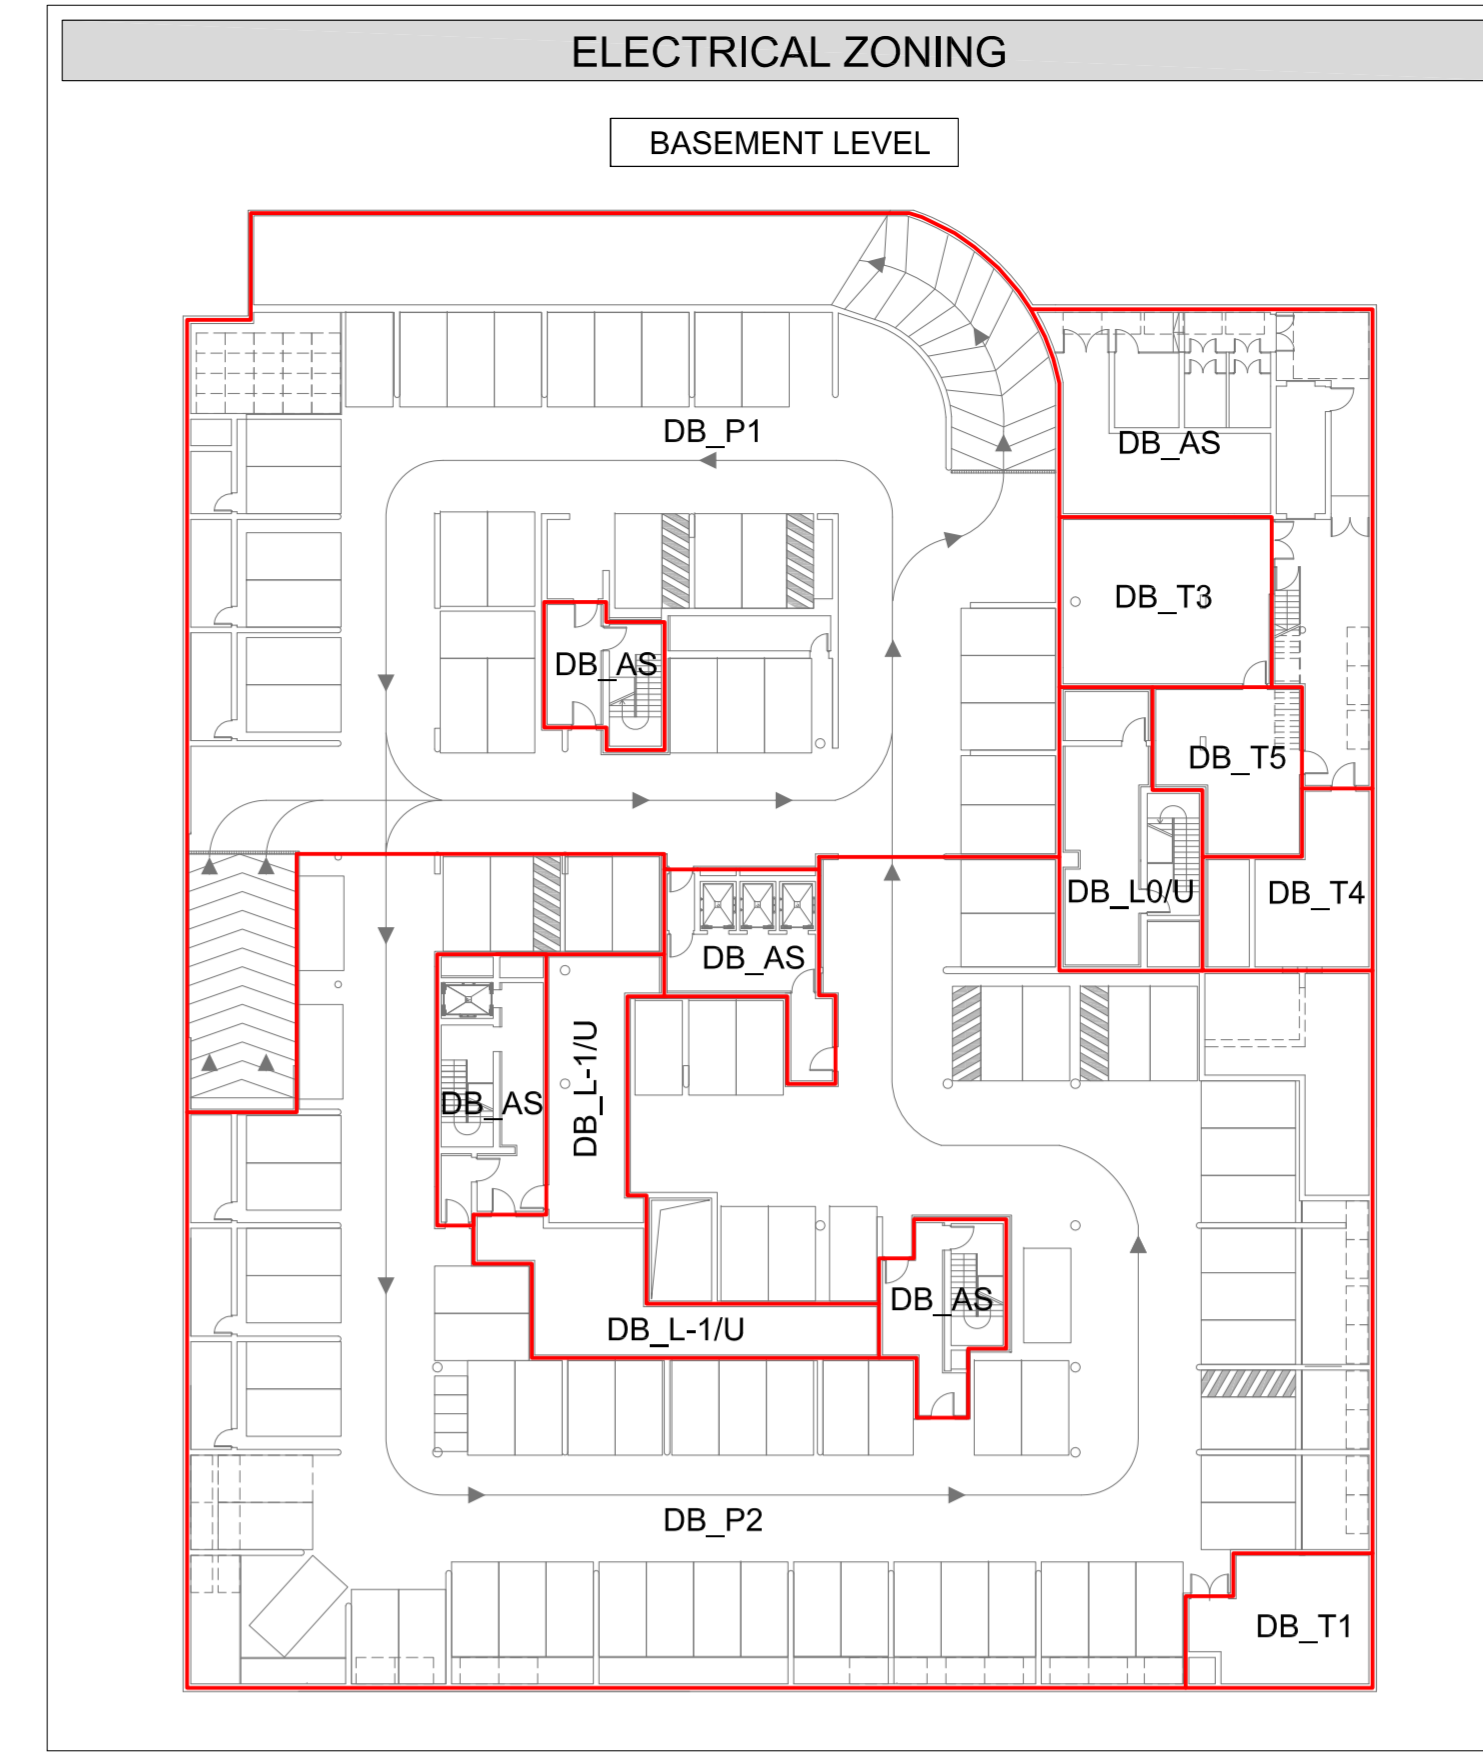 ELECTRICAL ZONING
BASEMENT LEVEL
DB_P1
DB_AS
DB_T3
DB_AS
DB_T5
DB_L0/U
DB_T4
DB_AS
DB_L-1/U
DB_AS
DB_AS
DB_L-1/U
DB_P2
DB_T1